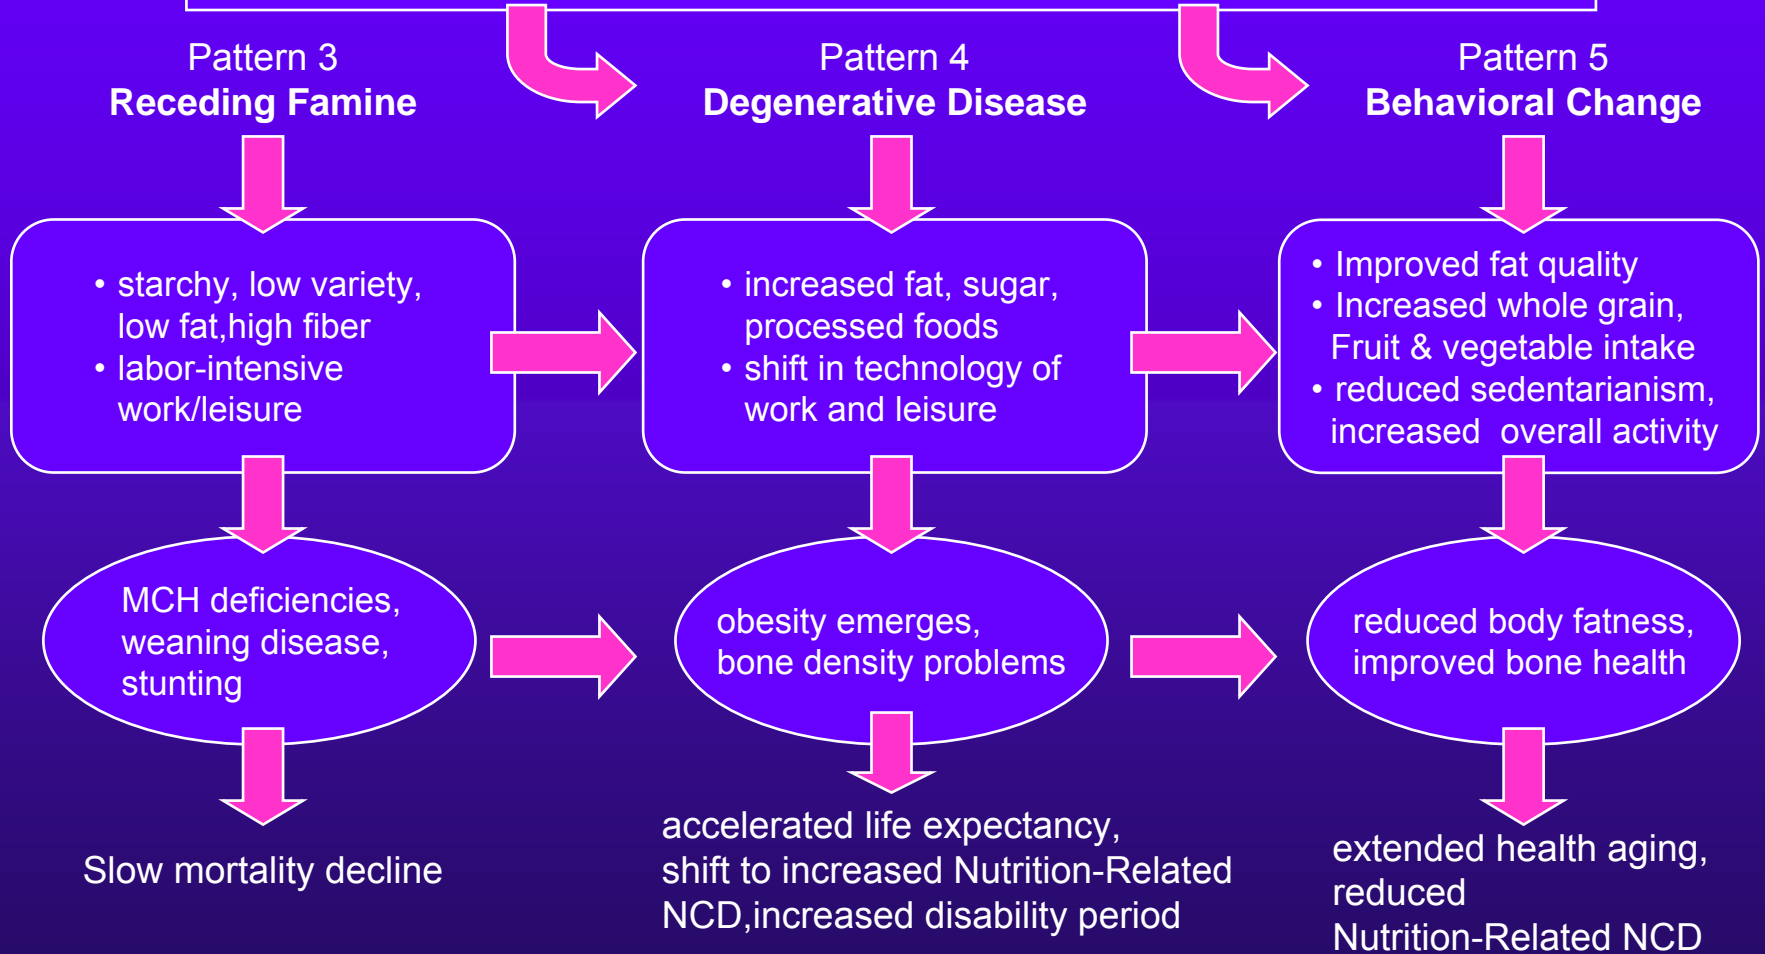 Pattern 3
Receding Famine
Pattern 4
Degenerative Disease
Pattern 5
Behavioral Change
• starchy, low variety,
low fat,high fiber
• labor-intensive
work/leisure
• increased fat, sugar,
processed foods
• shift in technology of
work and leisure
• Improved fat quality
• Increased whole grain,
Fruit & vegetable intake
• reduced sedentarianism,
increased overall activity
MCH deficiencies,
weaning disease,
stunting
obesity emerges,
bone density problems
reduced body fatness,
improved bone health
Slow mortality decline
accelerated life expectancy,
shift to increased Nutrition-Related
NCD,increased disability period
extended health aging,
reduced
Nutrition-Related NCD